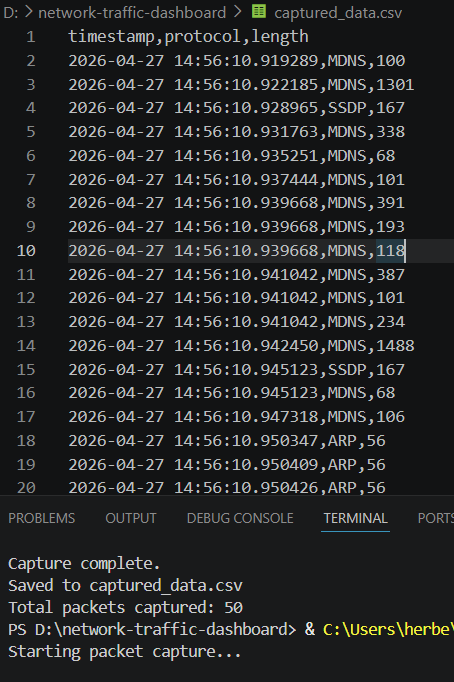 D: > network-traffic-dashboard > captured_data.csv
1 timestamp,protocol,length
2 2026-04-27 14:56:10.919289,MDNS,100
3 2026-04-27 14:56:10.922185,MDNS,1301
4 2026-04-27 14:56:10.928965,SSDP,167
5 2026-04-27 14:56:10.931763,MDNS,338
6 2026-04-27 14:56:10.935251,MDNS,68
7 2026-04-27 14:56:10.937444,MDNS,101
8 2026-04-27 14:56:10.939668,MDNS,391
9 2026-04-27 14:56:10.939668,MDNS,193
10 2026-04-27 14:56:10.939668,MDNS,118
11 2026-04-27 14:56:10.941042,MDNS,387
12 2026-04-27 14:56:10.941042,MDNS,101
13 2026-04-27 14:56:10.941042,MDNS,234
14 2026-04-27 14:56:10.942450,MDNS,1488
15 2026-04-27 14:56:10.945123,SSDP,167
16 2026-04-27 14:56:10.945123,MDNS,68
17 2026-04-27 14:56:10.947318,MDNS,106
18 2026-04-27 14:56:10.950347,ARP,56
19 2026-04-27 14:56:10.950409,ARP,56
20 2026-04-27 14:56:10.950426,ARP,56
PROBLEMS OUTPUT DEBUG CONSOLE TERMINAL PORTS
Capture complete.
Saved to captured_data.csv
Total packets captured: 50
PS D:\network-traffic-dashboard> & C:\Users\herbe\
Starting packet capture...